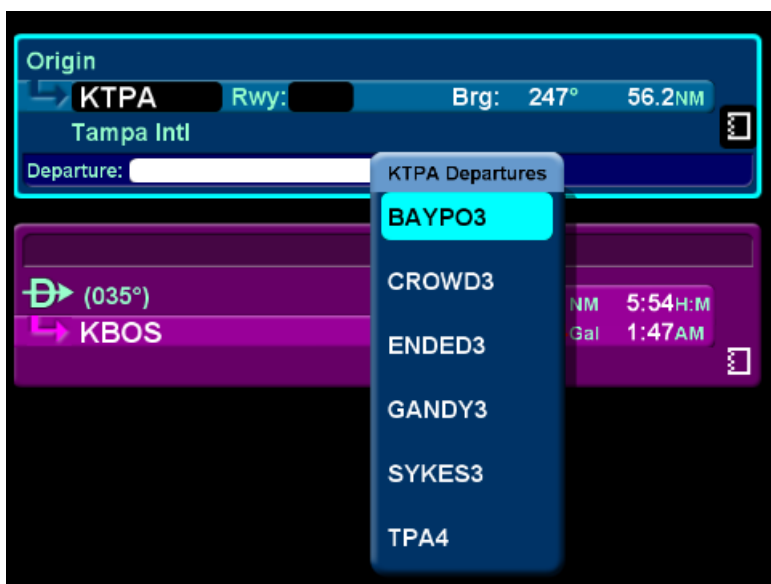 Origin
KTPA Rwy: Brg: 247° 56.2NM
Tampa Intl
Departure:
KTPA Departures
BAYPO3
CROWD3
ENDED3
GANDY3
SYKES3
TPA4
D (035°) NM 5:54H:M
KBOS Gal 1:47AM